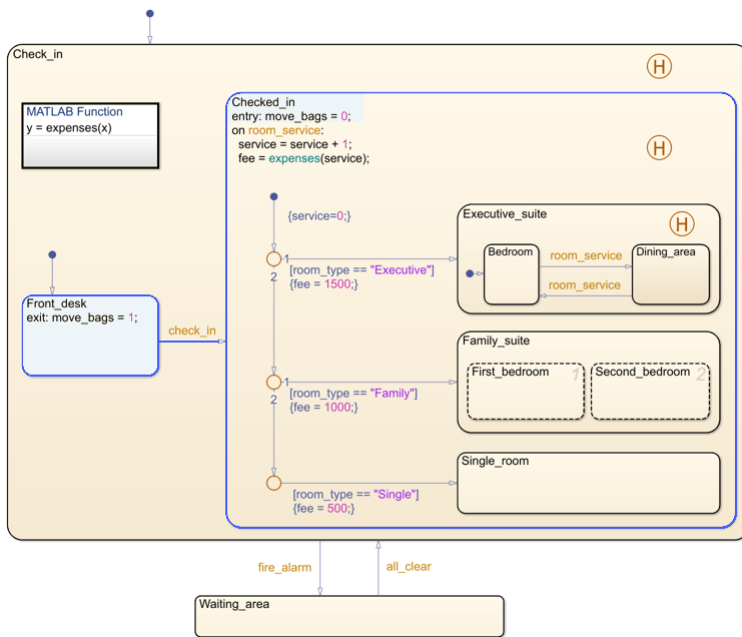 Check_in
H
MATLAB Function
y = expenses(x)
Checked_in
entry: move_bags = 0;
on room_service:
service = service + 1;
fee = expenses(service);
H
{service=0;}
Executive_suite
H
1
2
[room_type == "Executive"]
{fee = 1500;}
Bedroom
room_service
room_service
Dining_area
Front_desk
exit: move_bags = 1;
check_in
Family_suite
First_bedroom
1
Second_bedroom
2
1
2
[room_type == "Family"]
{fee = 1000;}
Single_room
[room_type == "Single"]
{fee = 500;}
fire_alarm
all_clear
Waiting_area